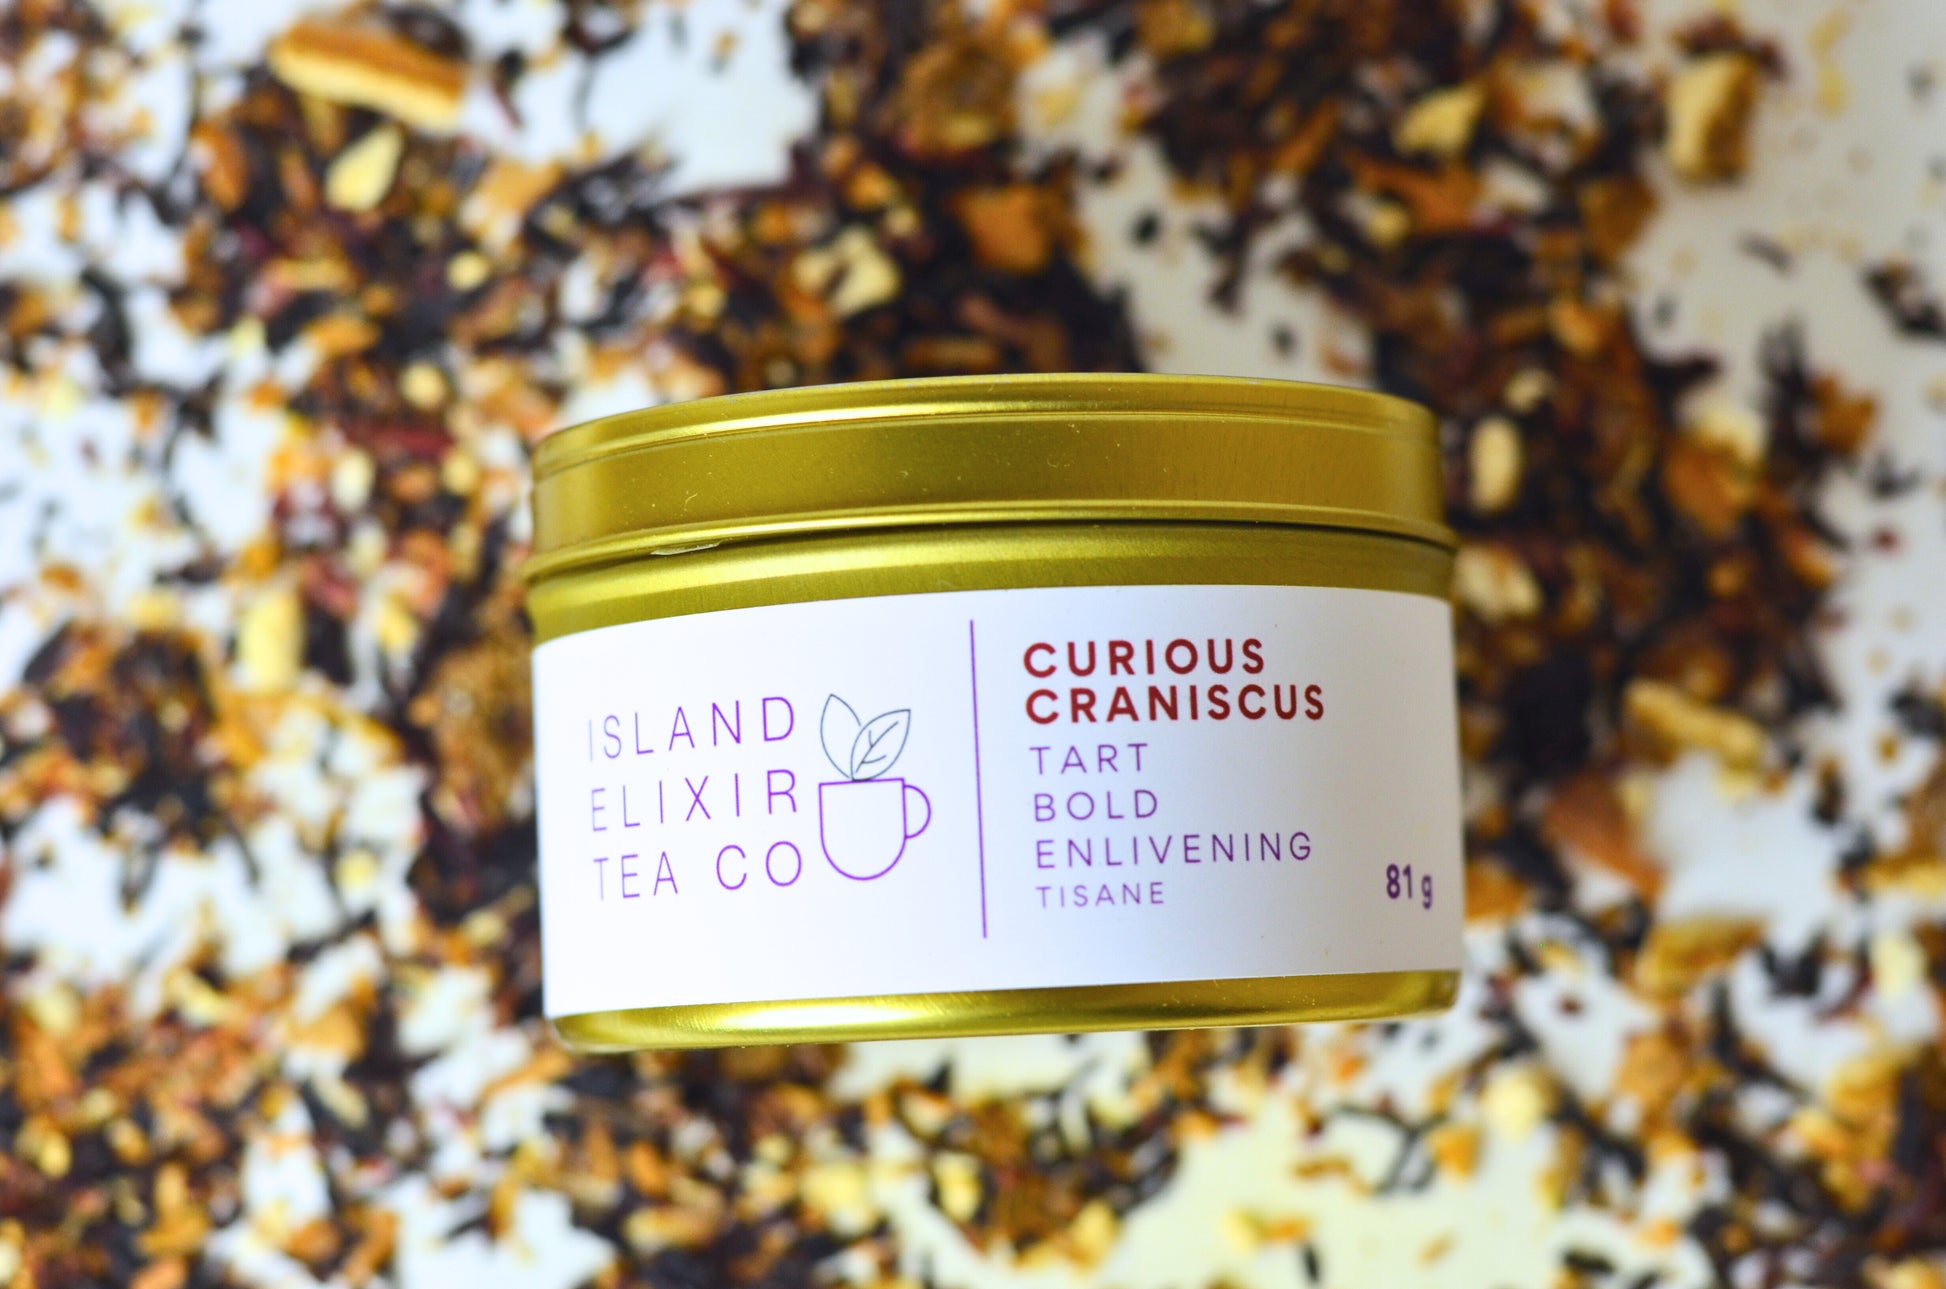 ISLAND
ELIXIR
TEA CO
CURIOUS
CRANISCUS
TART
BOLD
ENLIVENING
TISANE
81 g